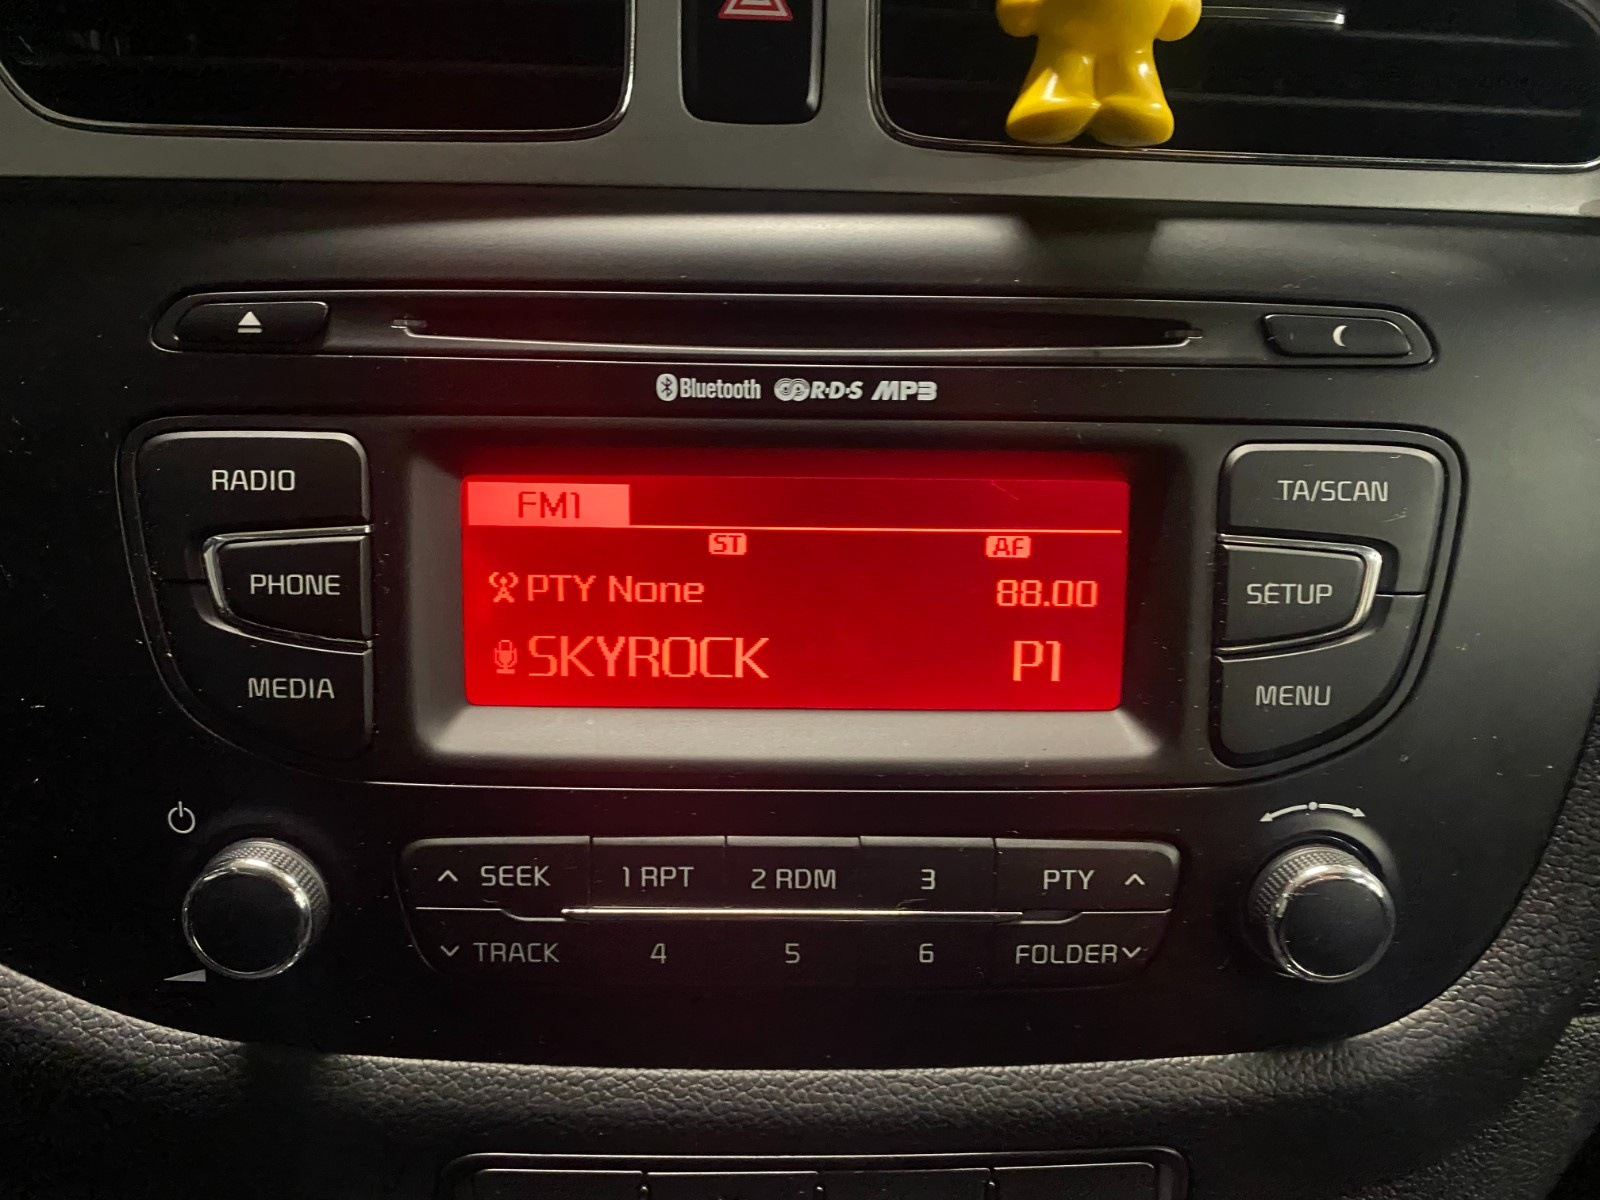 Bluetooth R·D·S MP3
RADIO
PHONE
MEDIA
FM1
ST AF
PTY None 88.00
SKYROCK P1
TA/SCAN
SETUP
MENU
SEEK 1 RPT 2 RDM 3 PTY
TRACK 4 5 6 FOLDER